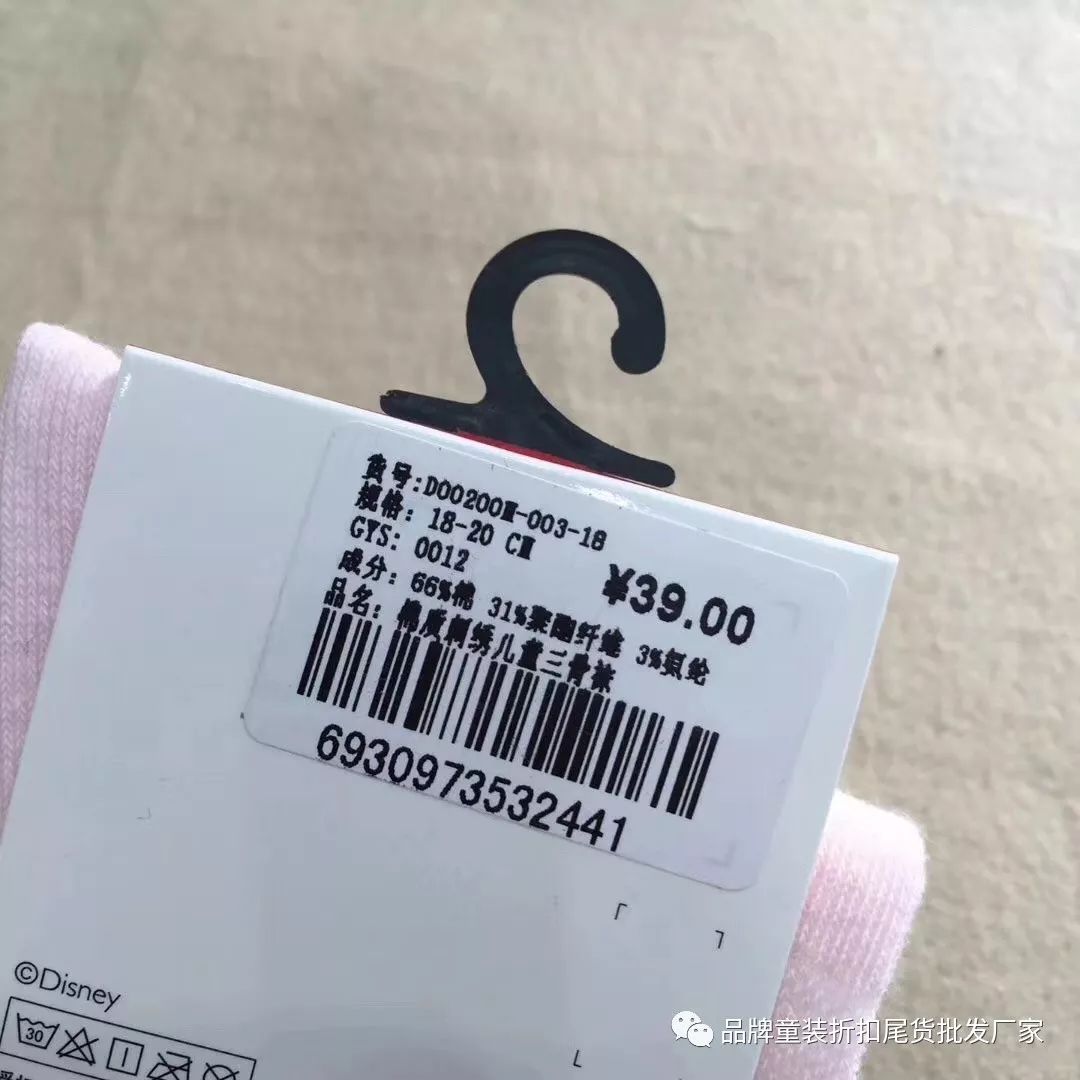 货号:D00200M-003-18
规格: 18-20 CM
GYS: 0012
¥39.00
成分: 66%棉 31%聚酯纤维 3%氨纶
品名: 棉质刺绣儿童三骨袜
6930973532441
©Disney
30
品牌童装折扣尾货批发厂家